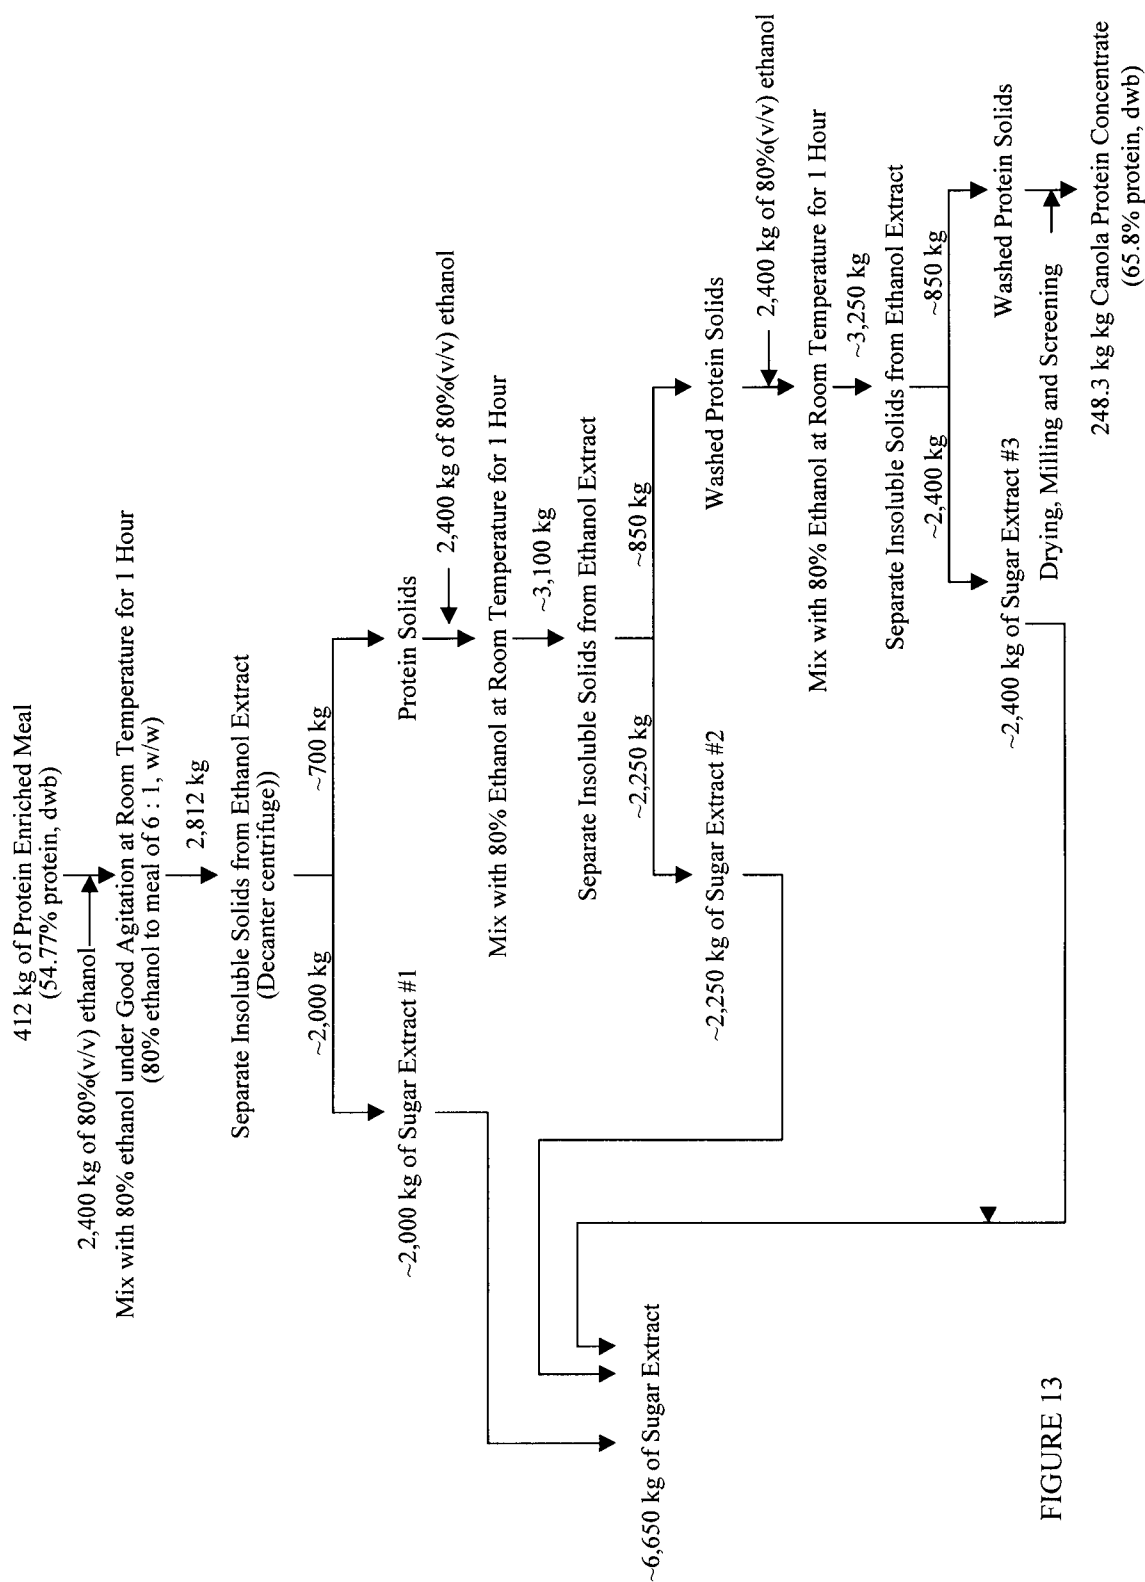 412 kg of Protein Enriched Meal
(54.77% protein, dwb)
2,400 kg of 80%(v/v) ethanol
Mix with 80% ethanol under Good Agitation at Room Temperature for 1 Hour
(80% ethanol to meal of 6 : 1, w/w)
2,812 kg
Separate Insoluble Solids from Ethanol Extract
(Decanter centrifuge))
~2,000 kg
~700 kg
~2,000 kg of Sugar Extract #1
Protein Solids
2,400 kg of 80%(v/v) ethanol
Mix with 80% Ethanol at Room Temperature for 1 Hour
~3,100 kg
Separate Insoluble Solids from Ethanol Extract
~2,250 kg
~850 kg
~6,650 kg of Sugar Extract
~2,250 kg of Sugar Extract #2
Washed Protein Solids
2,400 kg of 80%(v/v) ethanol
Mix with 80% Ethanol at Room Temperature for 1 Hour
~3,250 kg
Separate Insoluble Solids from Ethanol Extract
~2,400 kg
~850 kg
~2,400 kg of Sugar Extract #3
Washed Protein Solids
Drying, Milling and Screening
248.3 kg kg Canola Protein Concentrate
(65.8% protein, dwb)
FIGURE 13